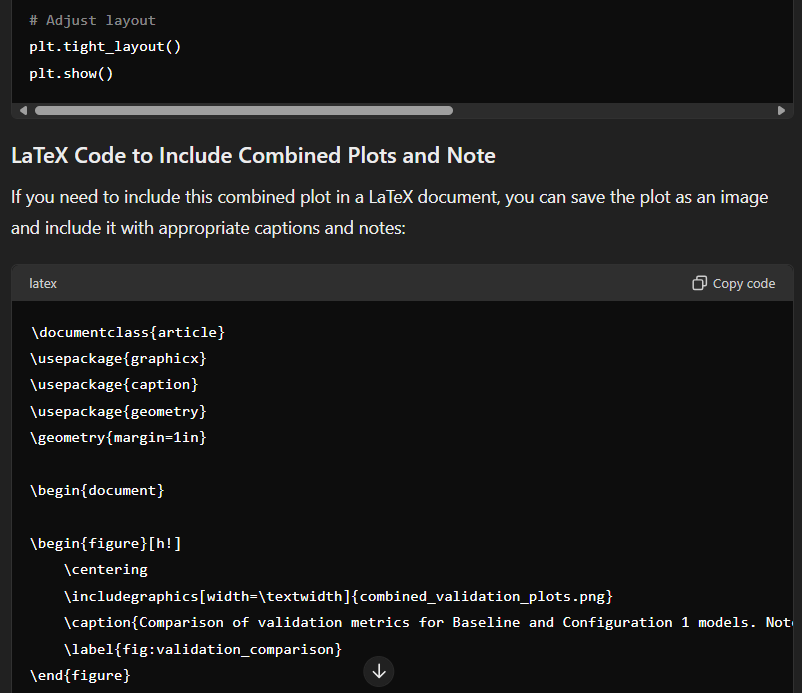 # Adjust layout
plt.tight_layout()
plt.show()
LaTeX Code to Include Combined Plots and Note
If you need to include this combined plot in a LaTeX document, you can save the plot as an image
and include it with appropriate captions and notes:
latex
Copy code
\documentclass{article}
\usepackage{graphicx}
\usepackage{caption}
\usepackage{geometry}
\geometry{margin=1in}
\begin{document}
\begin{figure}[h!]
\centering
\includegraphics[width=\textwidth]{combined_validation_plots.png}
\caption{Comparison of validation metrics for Baseline and Configuration 1 models.
\label{fig:validation_comparison}
\end{figure}